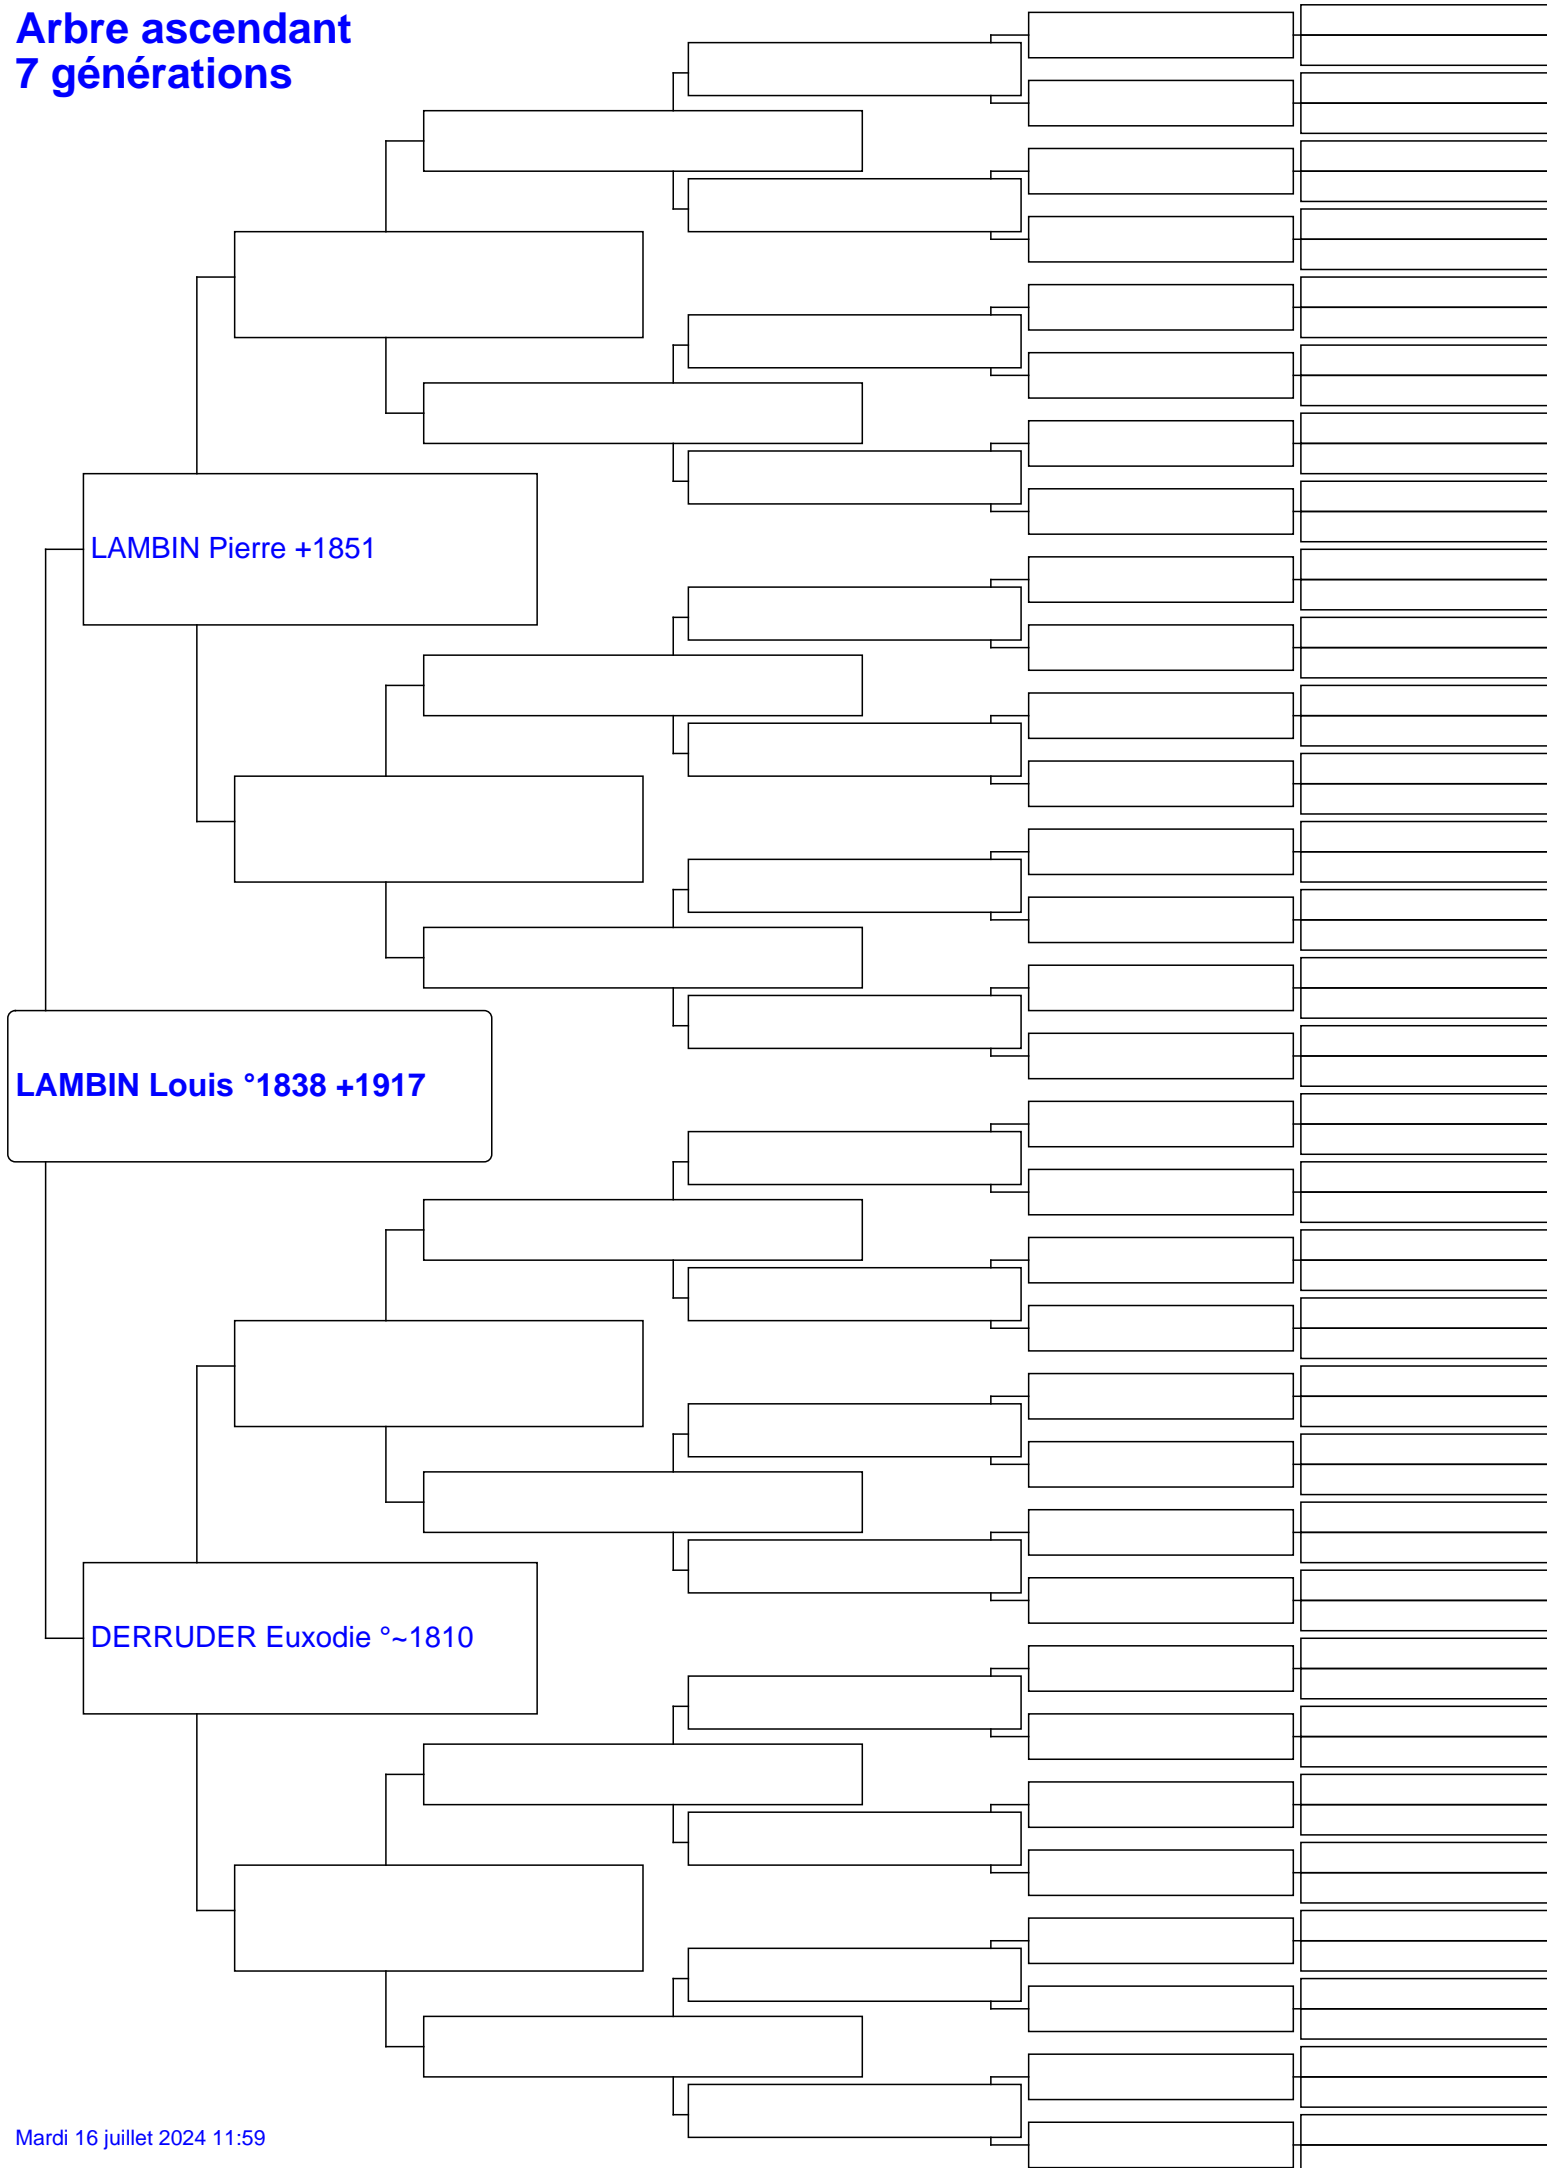 Arbre ascendant
7 générations
LAMBIN Pierre +1851
LAMBIN Louis °1838 +1917
DERRUDER Euxodie °~1810
Mardi 16 juillet 2024 11:59